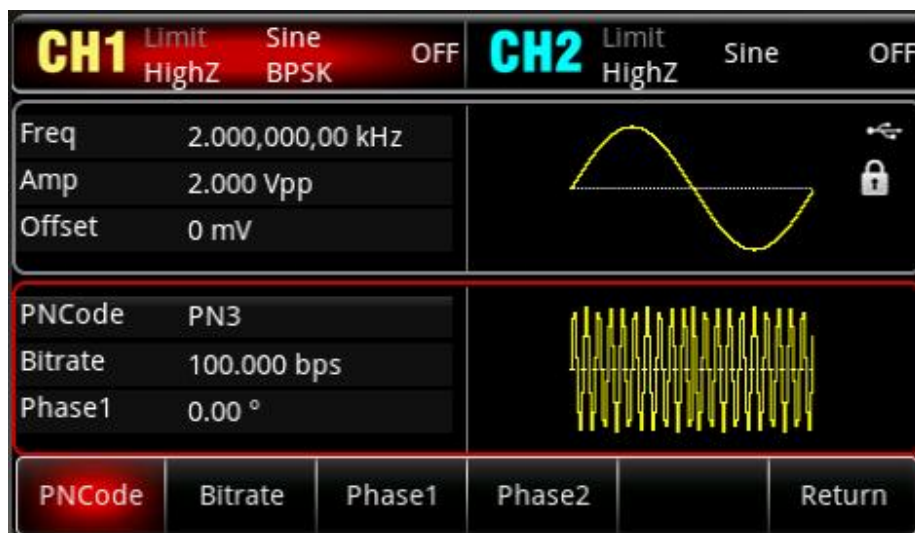 CH1 Limit Sine OFF CH2 Limit Sine OFF
HighZ BPSK HighZ
Freq 2.000,000,00 kHz
Amp 2.000 Vpp
Offset 0 mV
PNCode PN3
Bitrate 100.000 bps
Phase1 0.00 °
PNCode Bitrate Phase1 Phase2 Return